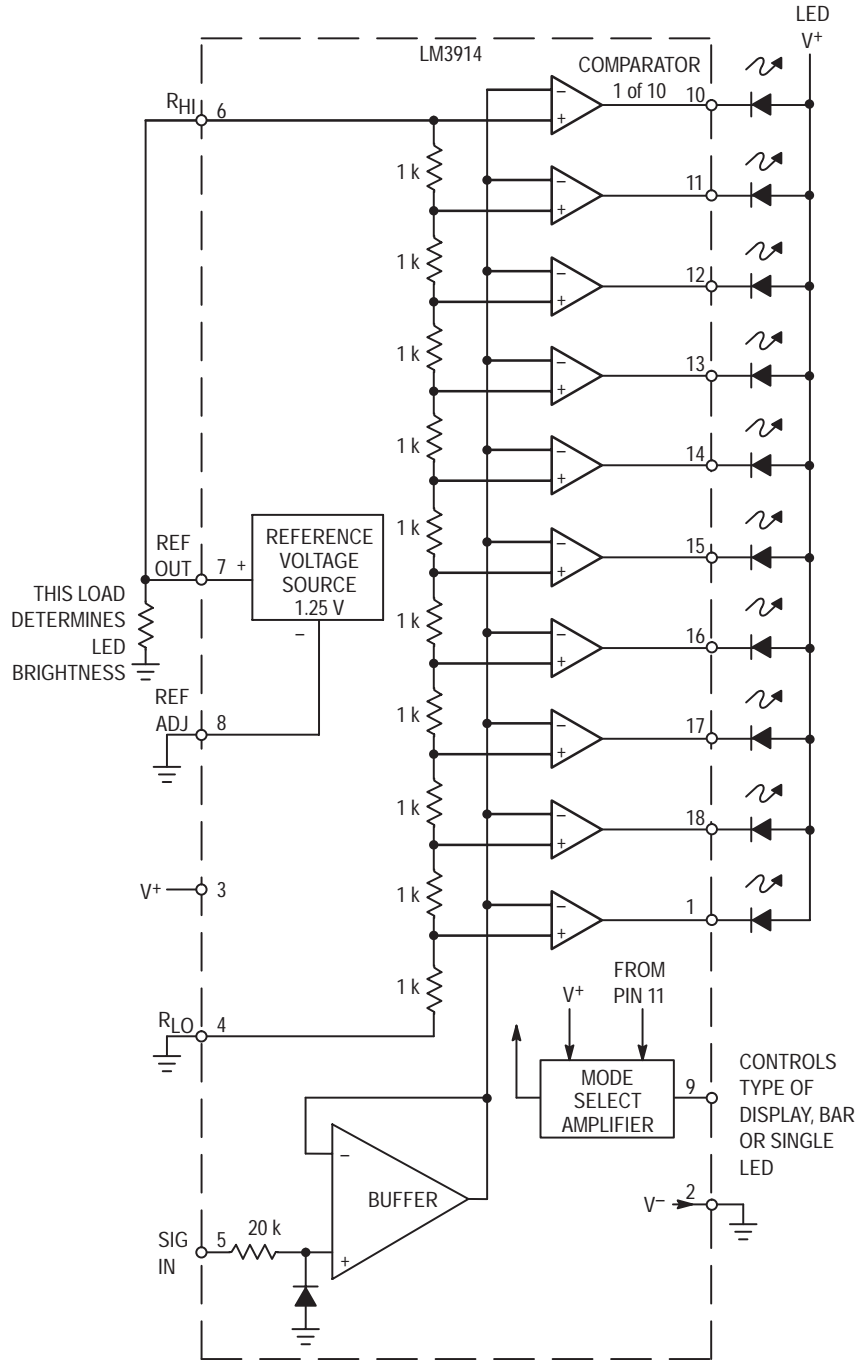 LED
V+
LM3914
COMPARATOR
1 of 10
10
RHI
6
1 k
−
+
11
1 k
−
+
12
1 k
−
+
13
1 k
−
+
14
1 k
−
+
15
1 k
−
+
16
1 k
−
+
17
1 k
−
+
18
1 k
−
+
1
1 k
−
+
REF
OUT
7
+
REFERENCE
VOLTAGE
SOURCE
1.25 V
−
THIS LOAD
DETERMINES
LED
BRIGHTNESS
REF
ADJ
8
V+
3
RLO
4
V+
FROM
PIN 11
MODE
SELECT
AMPLIFIER
9
CONTROLS
TYPE OF
DISPLAY, BAR
OR SINGLE
LED
V−
2
BUFFER
−
+
SIG
IN
5
20 k